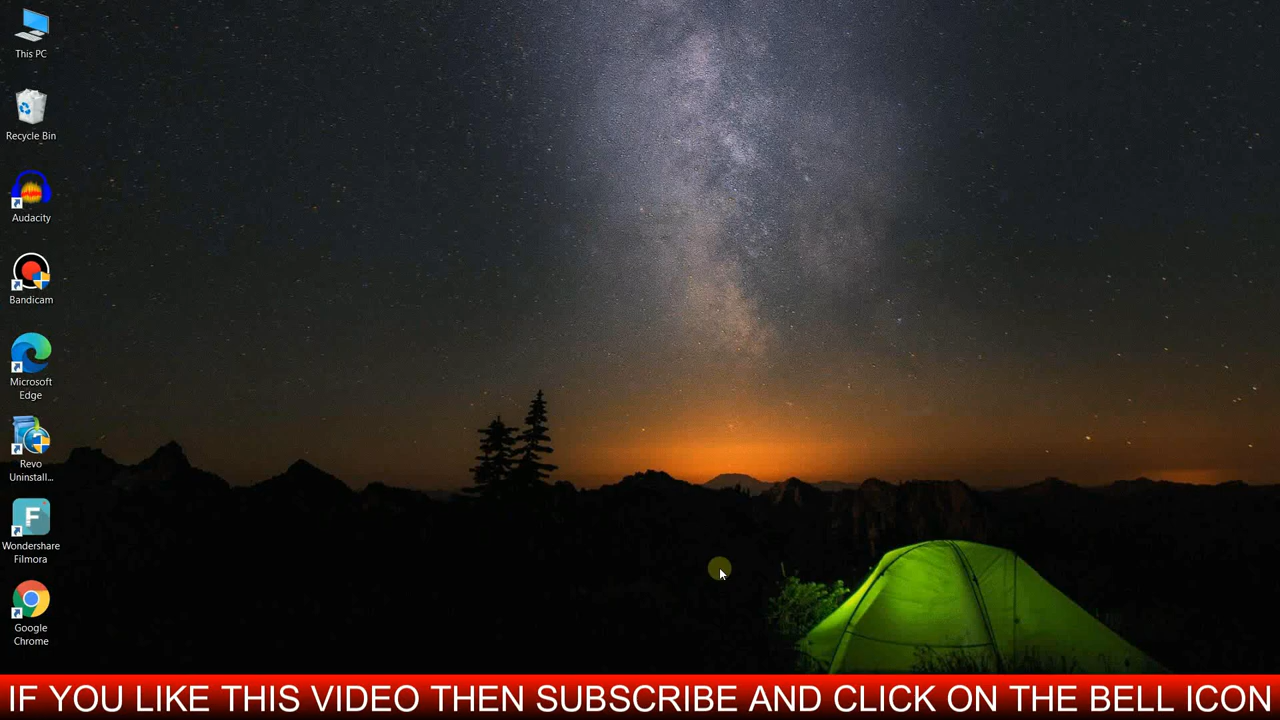 This PC
Recycle Bin
Audacity
Bandicam
Microsoft
Edge
Revo
Uninstall...
F
Wondershare
Filmora
Google
Chrome
IF YOU LIKE THIS VIDEO THEN SUBSCRIBE AND CLICK ON THE BELL ICON